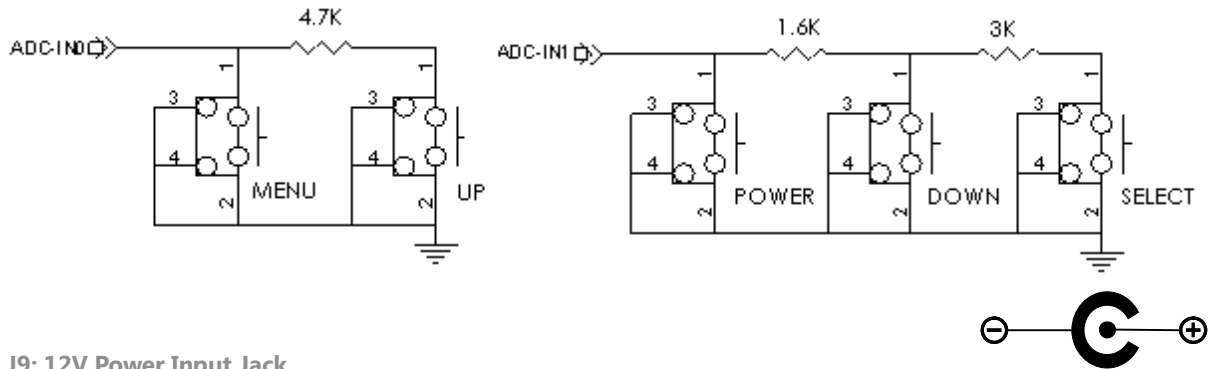 4.7K
ADC-IN0
1
1
3
3
4
4
MENU
UP
2
2
1.6K
3K
ADC-IN1
1
1
1
3
3
3
4
4
4
POWER
DOWN
SELECT
2
2
2
J9: 12V Power Input Jack